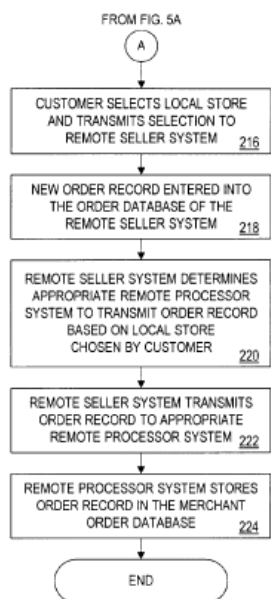 FROM FIG. 5A
A
CUSTOMER SELECTS LOCAL STORE
AND TRANSMITS SELECTION TO
REMOTE SELLER SYSTEM 216
NEW ORDER RECORD ENTERED INTO
THE ORDER DATABASE OF THE
REMOTE SELLER SYSTEM 218
REMOTE SELLER SYSTEM DETERMINES
APPROPRIATE REMOTE PROCESSOR
SYSTEM TO TRANSMIT ORDER RECORD
BASED ON LOCAL STORE
CHOSEN BY CUSTOMER 220
REMOTE SELLER SYSTEM TRANSMITS
ORDER RECORD TO APPROPRIATE
REMOTE PROCESSOR SYSTEM 222
REMOTE PROCESSOR SYSTEM STORES
ORDER RECORD IN THE MERCHANT
ORDER DATABASE 224
END